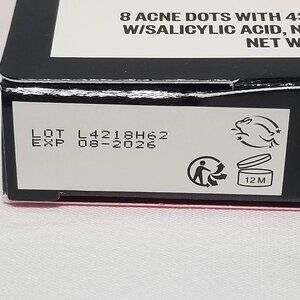 8 ACNE DOTS WITH 43
W/SALICYLIC ACID, N
NET W
LOT L4218H62
EXP 08-2026
12M